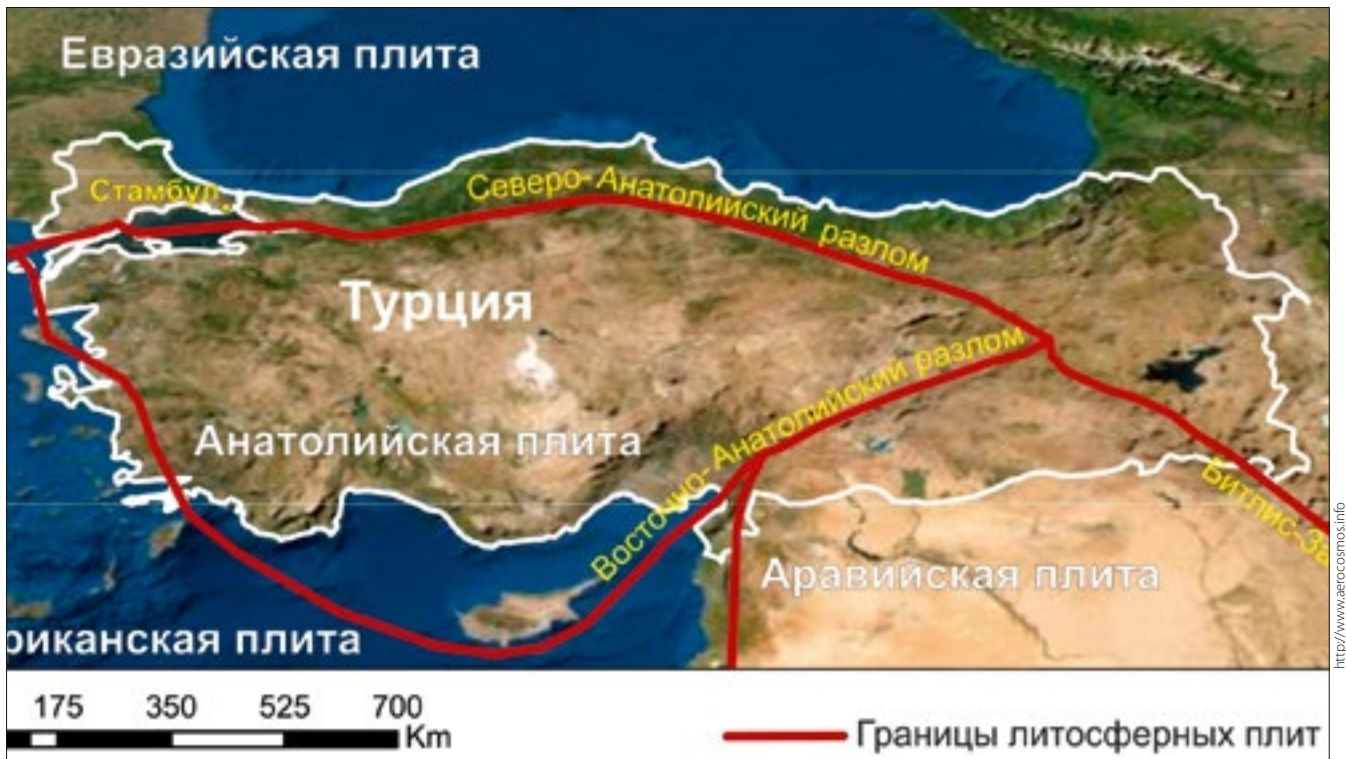 Евразийская плита
Стамбул
Северо-Анатолийский разлом
Турция
Восточно-Анатолийский разлом
Анатолийская плита
Битлис-За
Аравийская плита
риканская плита
175 350 525 700
Km
Границы литосферных плит
http://www.aerocosmos.info